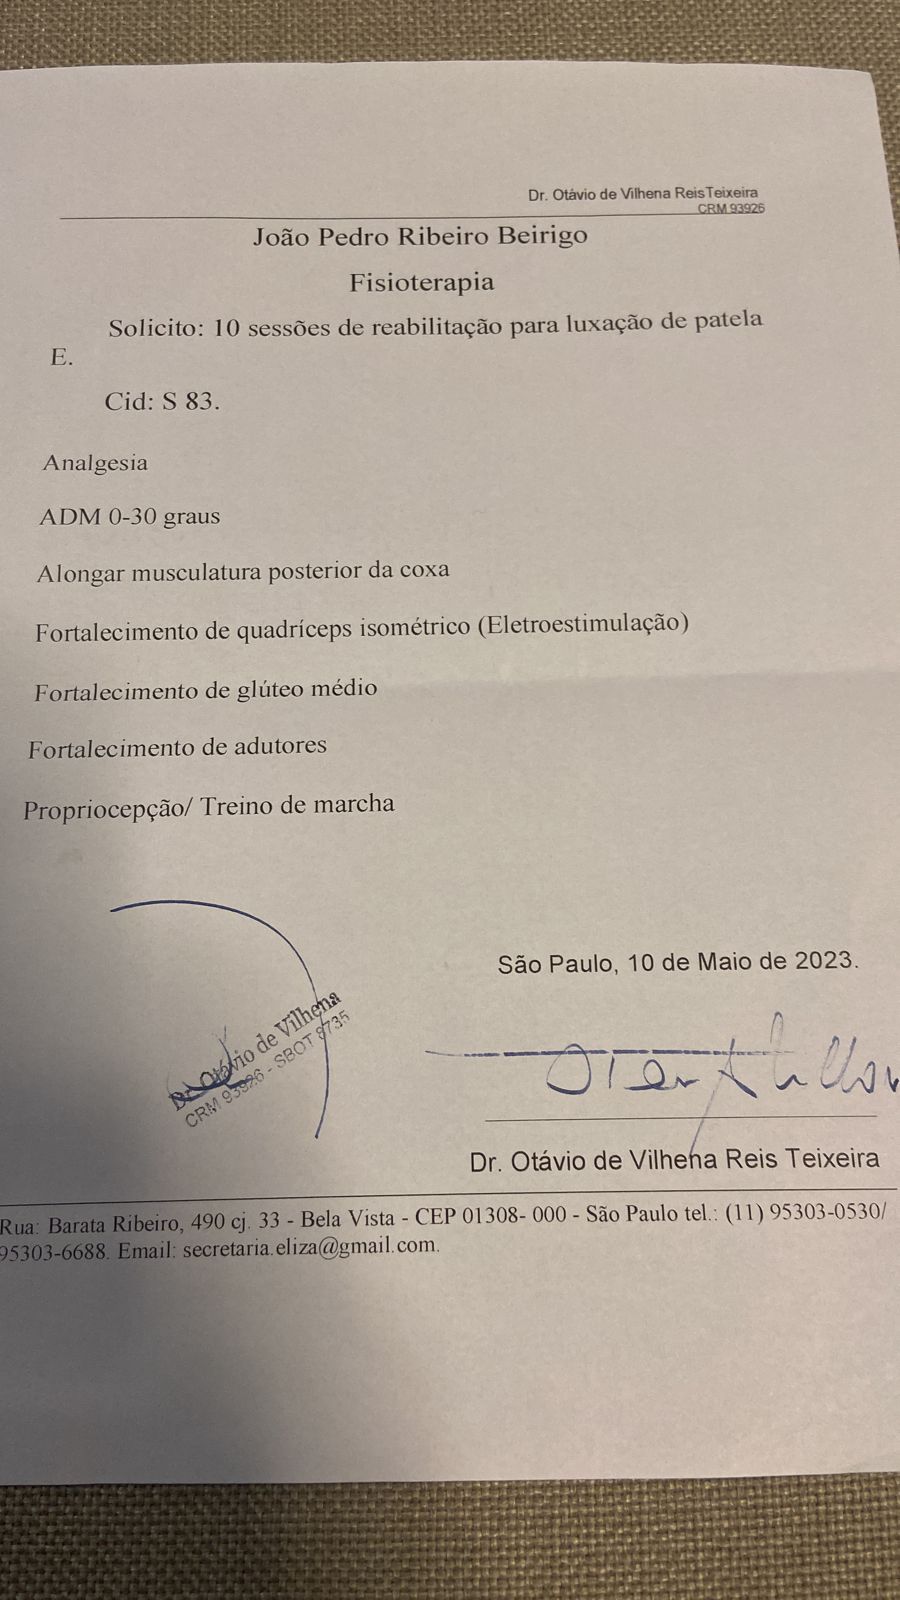 Dr. Otávio de Vilhena Reis Teixeira
CRM 93926
João Pedro Ribeiro Beirigo
Fisioterapia
Solicito: 10 sessões de reabilitação para luxação de patela
E.
Cid: S 83.
Analgesia
ADM 0-30 graus
Alongar musculatura posterior da coxa
Fortalecimento de quadríceps isométrico (Eletroestimulação)
Fortalecimento de glúteo médio
Fortalecimento de adutores
Propriocepção/ Treino de marcha
São Paulo, 10 de Maio de 2023.
Dr. Otávio de Vilhena
CRM 93926 - SBOT 8735
Dr. Otávio de Vilhena Reis Teixeira
Rua: Barata Ribeiro, 490 cj. 33 - Bela Vista - CEP 01308- 000 - São Paulo tel.: (11) 95303-0530/
95303-6688. Email: secretaria.eliza@gmail.com.